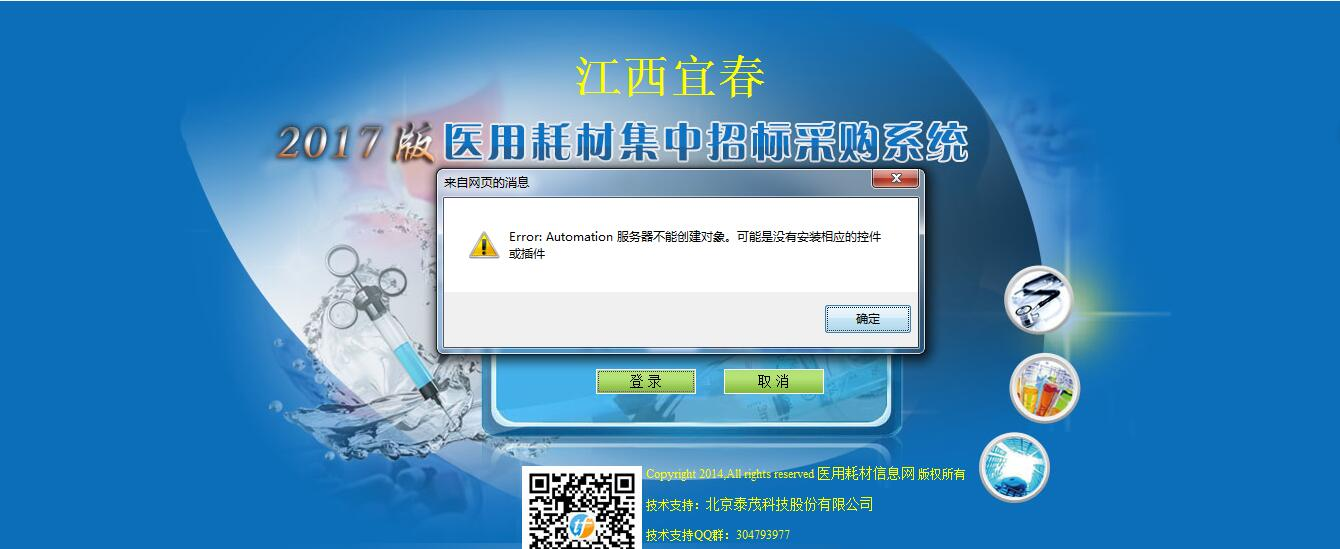 江西宜春
2017版 医用耗材集中招标采购系统
来自网页的消息
Error: Automation 服务器不能创建对象。可能是没有安装相应的控件
或插件
确定
登 录
取 消
Copyright 2014,All rights reserved 医用耗材信息网 版权所有
技术支持：北京泰茂科技股份有限公司
技术支持QQ群：304793977